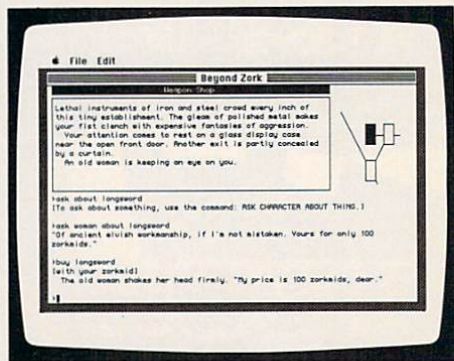 File Edit
Beyond Zork
Weapon Shop
Lethal instruments of iron and steel crowd every inch of
this tiny establishment. The gleam of polished metal makes
your fist clench with expensive fantasies of aggression.
Your attention comes to rest on a glass display case
near the open front door. Another exit is partly concealed
by a curtain.
An old woman is keeping an eye on you.
>ask about longsword
[To ask about something, use the command: ASK CHARACTER ABOUT THING.]
>ask woman about longsword
"Of ancient elvish workmanship, if I'm not mistaken. Yours for only 100
zorkmids."
>buy longsword
[with your zorkmid]
The old woman shakes her head firmly. "My price is 100 zorkmids, dear."
>